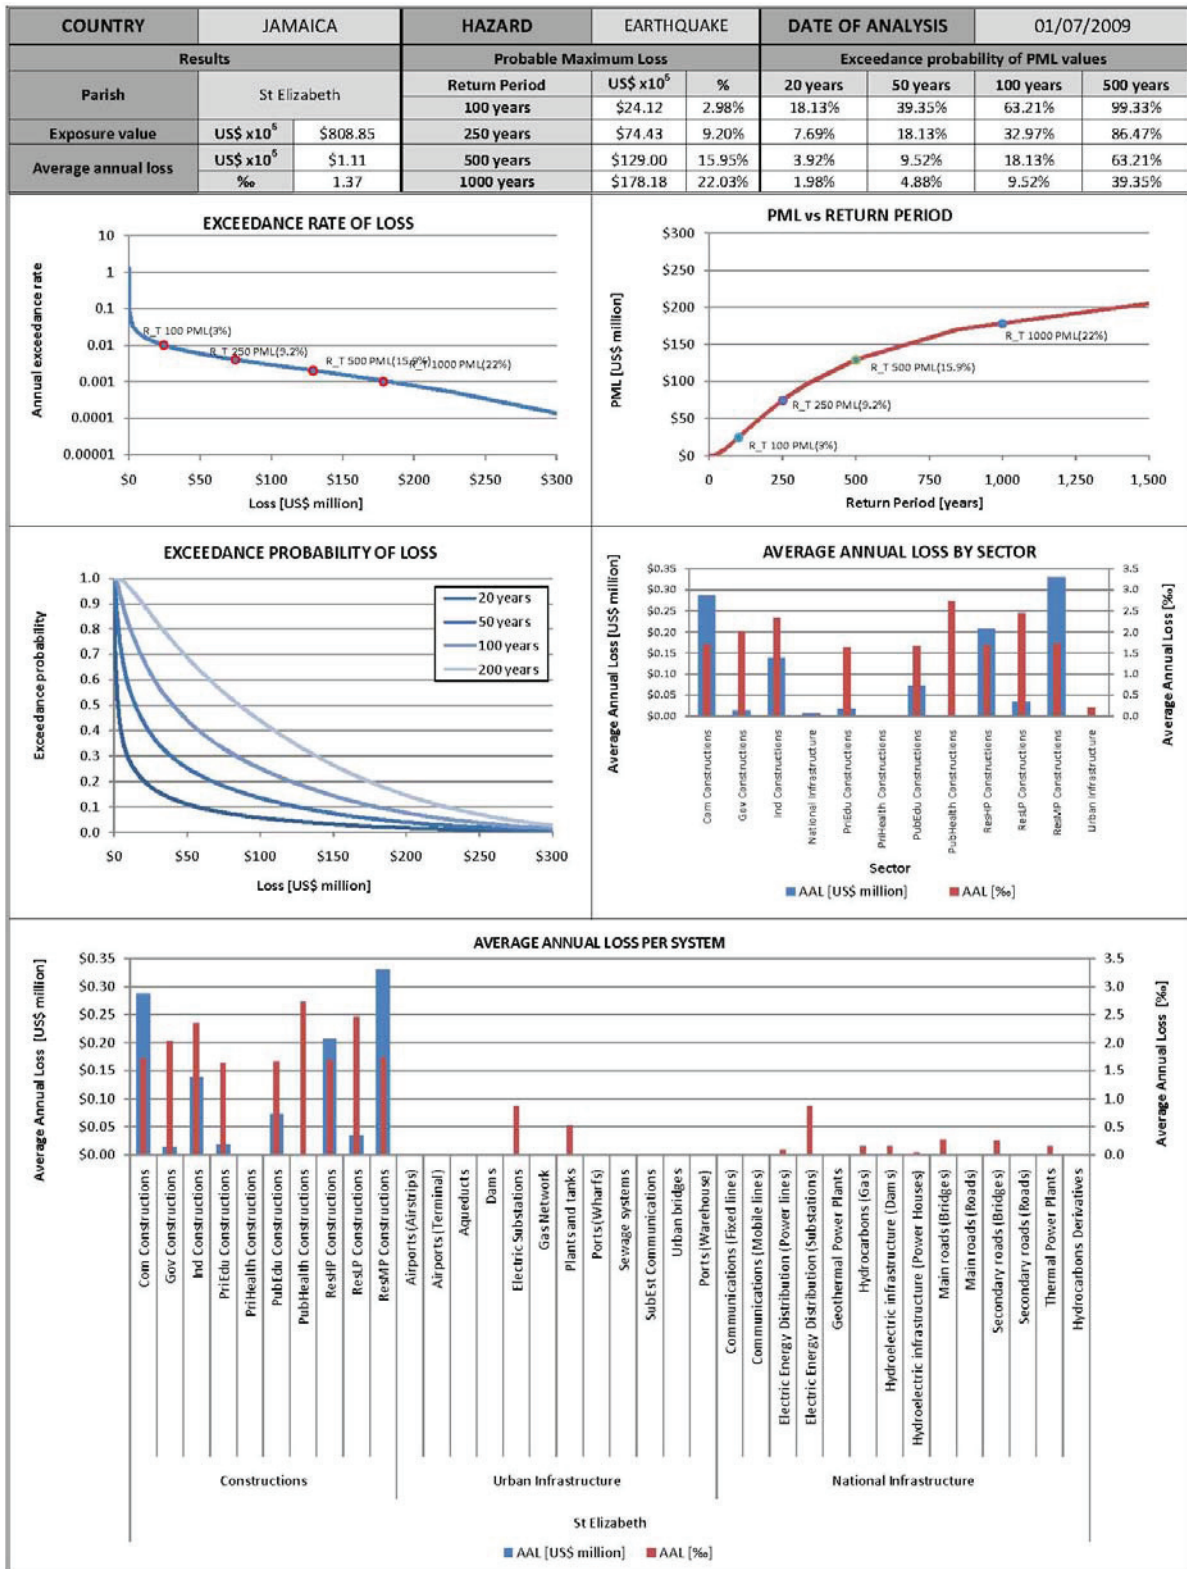 COUNTRY JAMAICA HAZARD EARTHQUAKE DATE OF ANALYSIS 01/07/2009
Results Probable Maximum Loss Exceedance probability of PML values
Parish St Elizabeth Return Period US$ x10⁶ % 20 years 50 years 100 years 500 years
100 years $24.12 2.98% 18.13% 39.35% 63.21% 99.33%
Exposure value US$ x10⁶ $808.85 250 years $74.43 9.20% 7.69% 18.13% 32.97% 86.47%
Average annual loss US$ x10⁶ $1.11 500 years $129.00 15.95% 3.92% 9.52% 18.13% 63.21%
‰ 1.37 1000 years $178.18 22.03% 1.98% 4.88% 9.52% 39.35%
EXCEEDANCE RATE OF LOSS
Annual exceedance rate
10
1
0.1
0.01
0.001
0.0001
0.00001
R_T 100 PML(3%)
R_T 250 PML(9.2%)
R_T 500 PML(15.9%)
R_T 1000 PML(22%)
$0 $50 $100 $150 $200 $250 $300
Loss [US$ million]
PML vs RETURN PERIOD
PML [US$ million]
$300
$250
$200
$150
$100
$50
$0
R_T 1000 PML(22%)
R_T 500 PML(15.9%)
R_T 250 PML(9.2%)
R_T 100 PML(3%)
0 250 500 750 1,000 1,250 1,500
Return Period [years]
EXCEEDANCE PROBABILITY OF LOSS
Exceedance probability
1.0
0.9
0.8
0.7
0.6
0.5
0.4
0.3
0.2
0.1
0.0
20 years
50 years
100 years
200 years
$0 $50 $100 $150 $200 $250 $300
Loss [US$ million]
AVERAGE ANNUAL LOSS BY SECTOR
Average Annual Loss [US$ million]
$0.35 3.5
$0.30 3.0
$0.25 2.5
$0.20 2.0
$0.15 1.5
$0.10 1.0
$0.05 0.5
$0.00 0.0
Average Annual Loss [‰]
Com Constructions
Gov Constructions
Ind Constructions
National Infrastructure
PriEdu Constructions
PriHealth Constructions
PubEdu Constructions
PubHealth Constructions
ResHP Constructions
ResLP Constructions
ResMP Constructions
Urban Infrastructure
Sector
AAL [US$ million] AAL [‰]
AVERAGE ANNUAL LOSS PER SYSTEM
Average Annual Loss [US$ million]
$0.35 3.5
$0.30 3.0
$0.25 2.5
$0.20 2.0
$0.15 1.5
$0.10 1.0
$0.05 0.5
$0.00 0.0
Average Annual Loss [‰]
Com Constructions
Gov Constructions
Ind Constructions
PriEdu Constructions
PriHealth Constructions
PubEdu Constructions
PubHealth Constructions
ResHP Constructions
ResLP Constructions
ResMP Constructions
Airports (Airstrips)
Airports (Terminal)
Aqueducts
Dams
Electric Substations
Gas Network
Plants and tanks
Ports (Wharfs)
Sewage systems
SubEst Communications
Urban bridges
Ports (Warehouse)
Communications (Fixed lines)
Communications (Mobile lines)
Electric Energy Distribution (Power lines)
Electric Energy Distribution (Substations)
Geothermal Power Plants
Hydrocarbons (Gas)
Hydroelectric infrastructure (Dams)
Hydroelectric infrastructure (Power Houses)
Main roads (Bridges)
Main roads (Roads)
Secondary roads (Bridges)
Secondary roads (Roads)
Thermal Power Plants
Hydrocarbons Derivatives
Constructions Urban Infrastructure National Infrastructure
St Elizabeth
AAL [US$ million] AAL [‰]